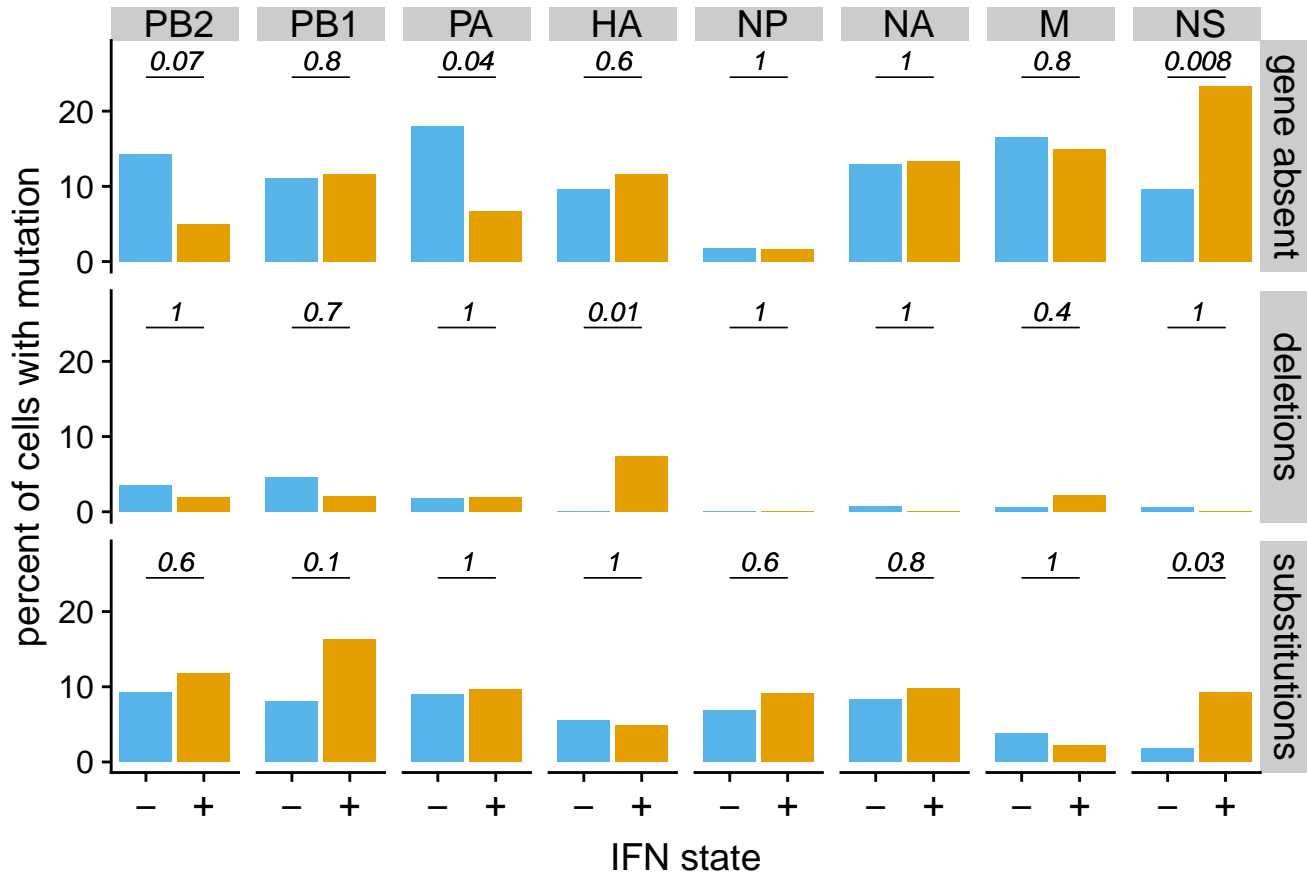 PB2 PB1 PA HA NP NA M NS
0.07 0.8 0.04 0.6 1 1 0.8 0.008
gene absent
20
10
0
1 0.7 1 0.01 1 1 0.4 1
deletions
20
10
0
0.6 0.1 1 1 0.6 0.8 1 0.03
substitutions
20
10
0
percent of cells with mutation
− + − + − + − + − + − + − + − +
IFN state